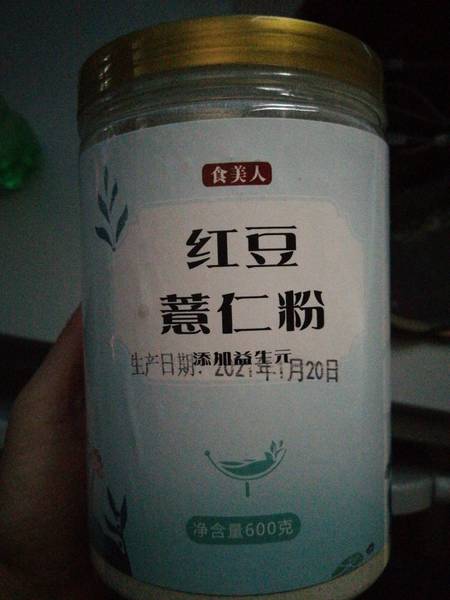 食美人
红豆
薏仁粉
添加益生元
生产日期: 2021年1月20日
净含量600克